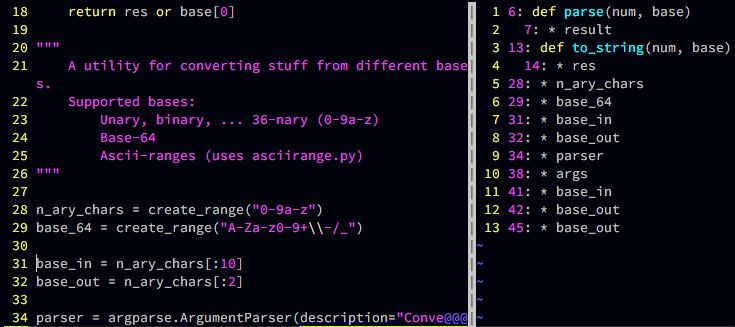 18     return res or base[0]
19
20 """
21     A utility for converting stuff from different base
s.
22     Supported bases:
23         Unary, binary, ... 36-nary (0-9a-z)
24         Base-64
25         Ascii-ranges (uses asciirange.py)
26 """
27
28 n_ary_chars = create_range("0-9a-z")
29 base_64 = create_range("A-Za-z0-9+\\-/_")
30
31 base_in = n_ary_chars[:10]
32 base_out = n_ary_chars[:2]
33
34 parser = argparse.ArgumentParser(description="Conve@@@
1 6: def parse(num, base)
2   7: * result
3 13: def to_string(num, base)
4   14: * res
5 28: * n_ary_chars
6 29: * base_64
7 31: * base_in
8 32: * base_out
9 34: * parser
10 38: * args
11 41: * base_in
12 42: * base_out
13 45: * base_out
~
~
~
~
~